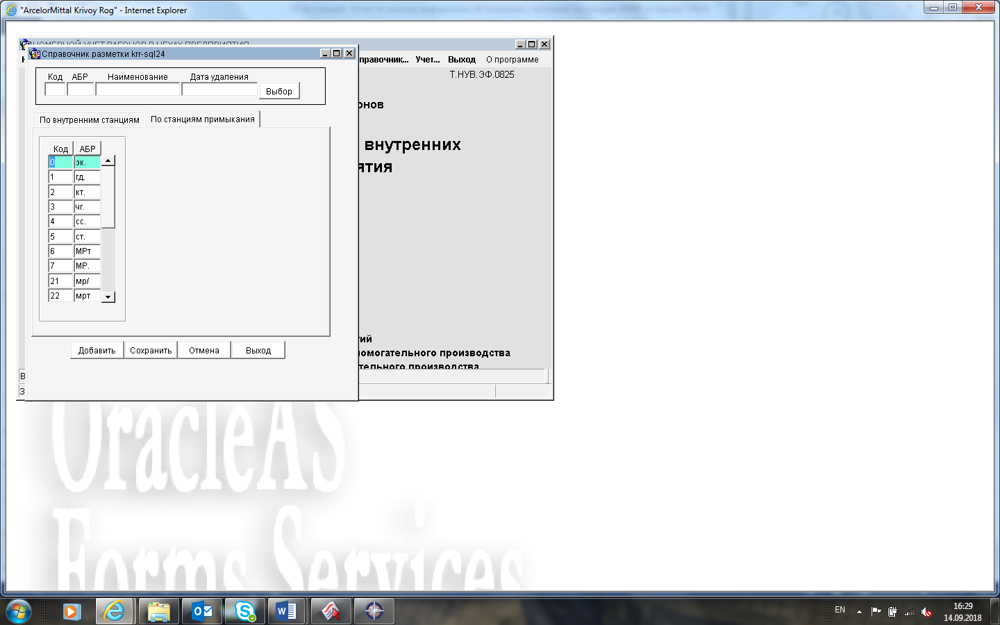 "ArcelorMittal Krivoy Rog" - Internet Explorer
НОМЕРНОЙ УЧЕТ ВАГОНОВ В ЦЕХАХ ПРЕДПРИЯТИЯ
Справочник разметки krr-sql24
правочник... Учет... Выход О программе
Т.НУВ.ЭФ.0825
Код АБР Наименование Дата удаления
Выбор
онов
По внутренним станциям По станциям примыкания
внутренних
ятия
Код АБР
0 эк.
1 гд.
2 кт.
3 чг.
4 сс.
5 ст.
6 МРт
7 МР.
21 мр/
22 мрт
тий
Добавить Сохранить Отмена Выход
помогательного производства
тельного производства
В
З
OracleAS
Forms Services
EN
16:29
14.09.2018